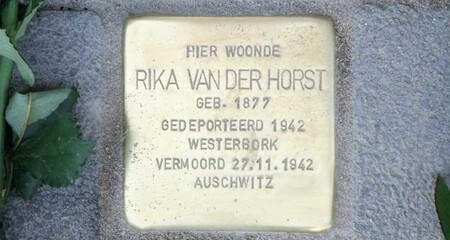 HIER WOONDE
RIKA VAN DER HORST
GEB. 1877
GEDEPORTEERD 1942
WESTERBORK
VERMOORD 27.11.1942
AUSCHWITZ